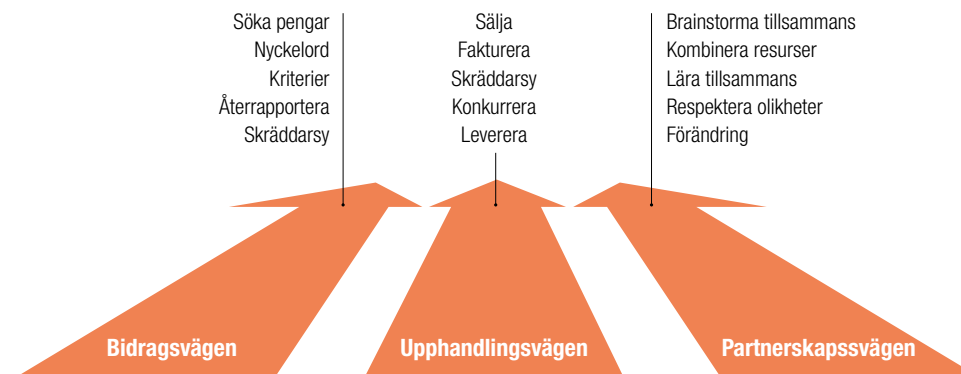 Söka pengar
Nyckelord
Kriterier
Återrapportera
Skräddarsy
Sälja
Fakturera
Skräddarsy
Konkurrera
Leverera
Brainstorma tillsammans
Kombinera resurser
Lära tillsammans
Respektera olikheter
Förändring
Bidragsvägen
Upphandlingsvägen
Partnerskapssvägen